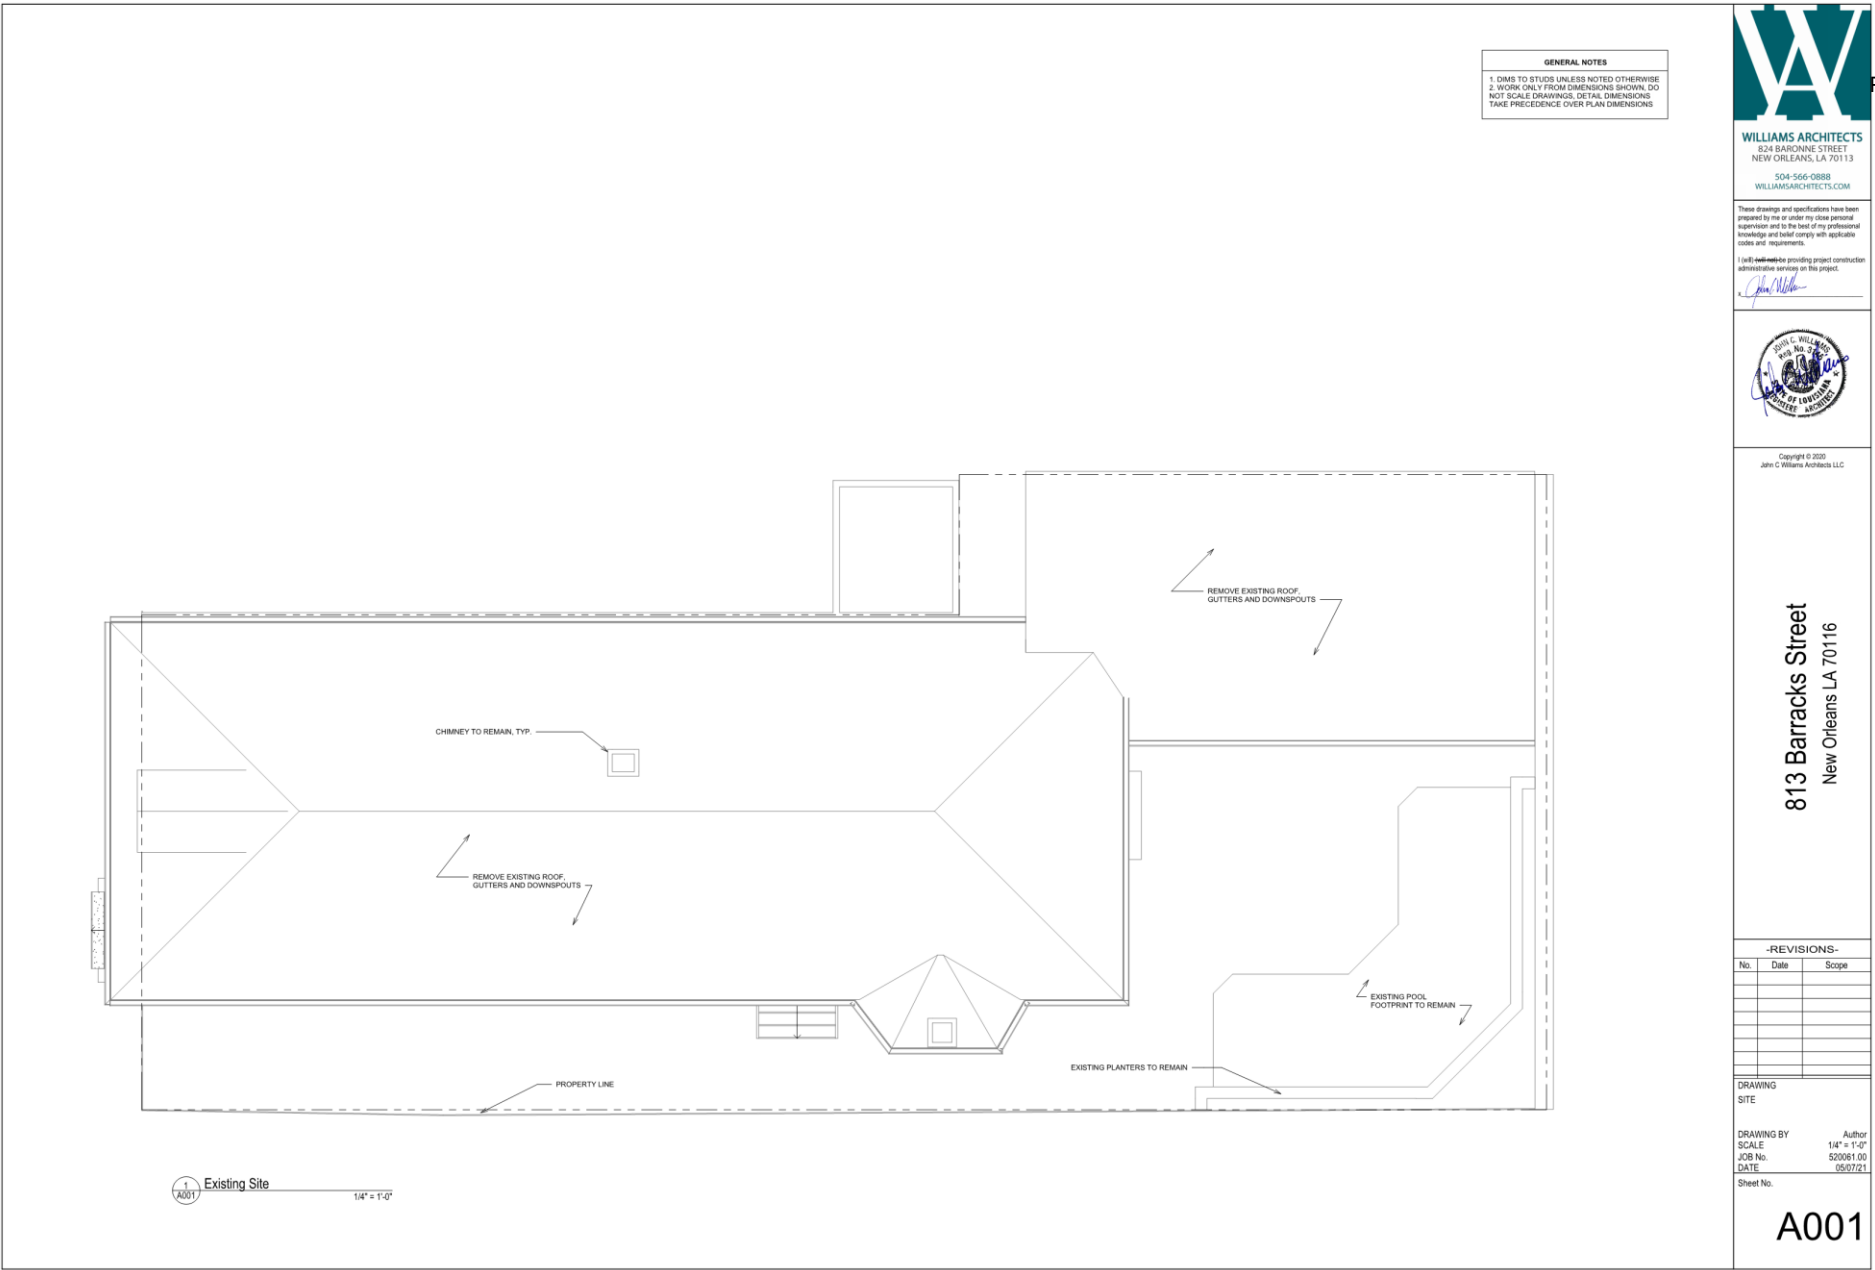 GENERAL NOTES
1. DIMS TO STUDS UNLESS NOTED OTHERWISE
2. WORK ONLY FROM DIMENSIONS SHOWN, DO
NOT SCALE DRAWINGS, DETAIL DIMENSIONS
TAKE PRECEDENCE OVER PLAN DIMENSIONS
REMOVE EXISTING ROOF,
GUTTERS AND DOWNSPOUTS
CHIMNEY TO REMAIN, TYP.
REMOVE EXISTING ROOF,
GUTTERS AND DOWNSPOUTS
EXISTING POOL
FOOTPRINT TO REMAIN
EXISTING PLANTERS TO REMAIN
PROPERTY LINE
1
A001
Existing Site
1/4" = 1'-0"
WA
WILLIAMS ARCHITECTS
824 BARONNE STREET
NEW ORLEANS, LA 70113
504-566-0888
WILLIAMSARCHITECTS.COM
These drawings and specifications have been
prepared by me or under my close personal
supervision and to the best of my professional
knowledge and belief comply with applicable
codes and requirements.
I (will) (will not) be providing project construction
administrative services on this project.
JOHN C. WILLIAMS
Reg. No.
OF LOUISIANA
ARCHITECT
Copyright © 2020
John C Williams Architects LLC
813 Barracks Street
New Orleans LA 70116
-REVISIONS-
No. Date Scope
DRAWING
SITE
DRAWING BY Author
SCALE 1/4" = 1'-0"
JOB No. 520061.00
DATE 05/07/21
Sheet No.
A001